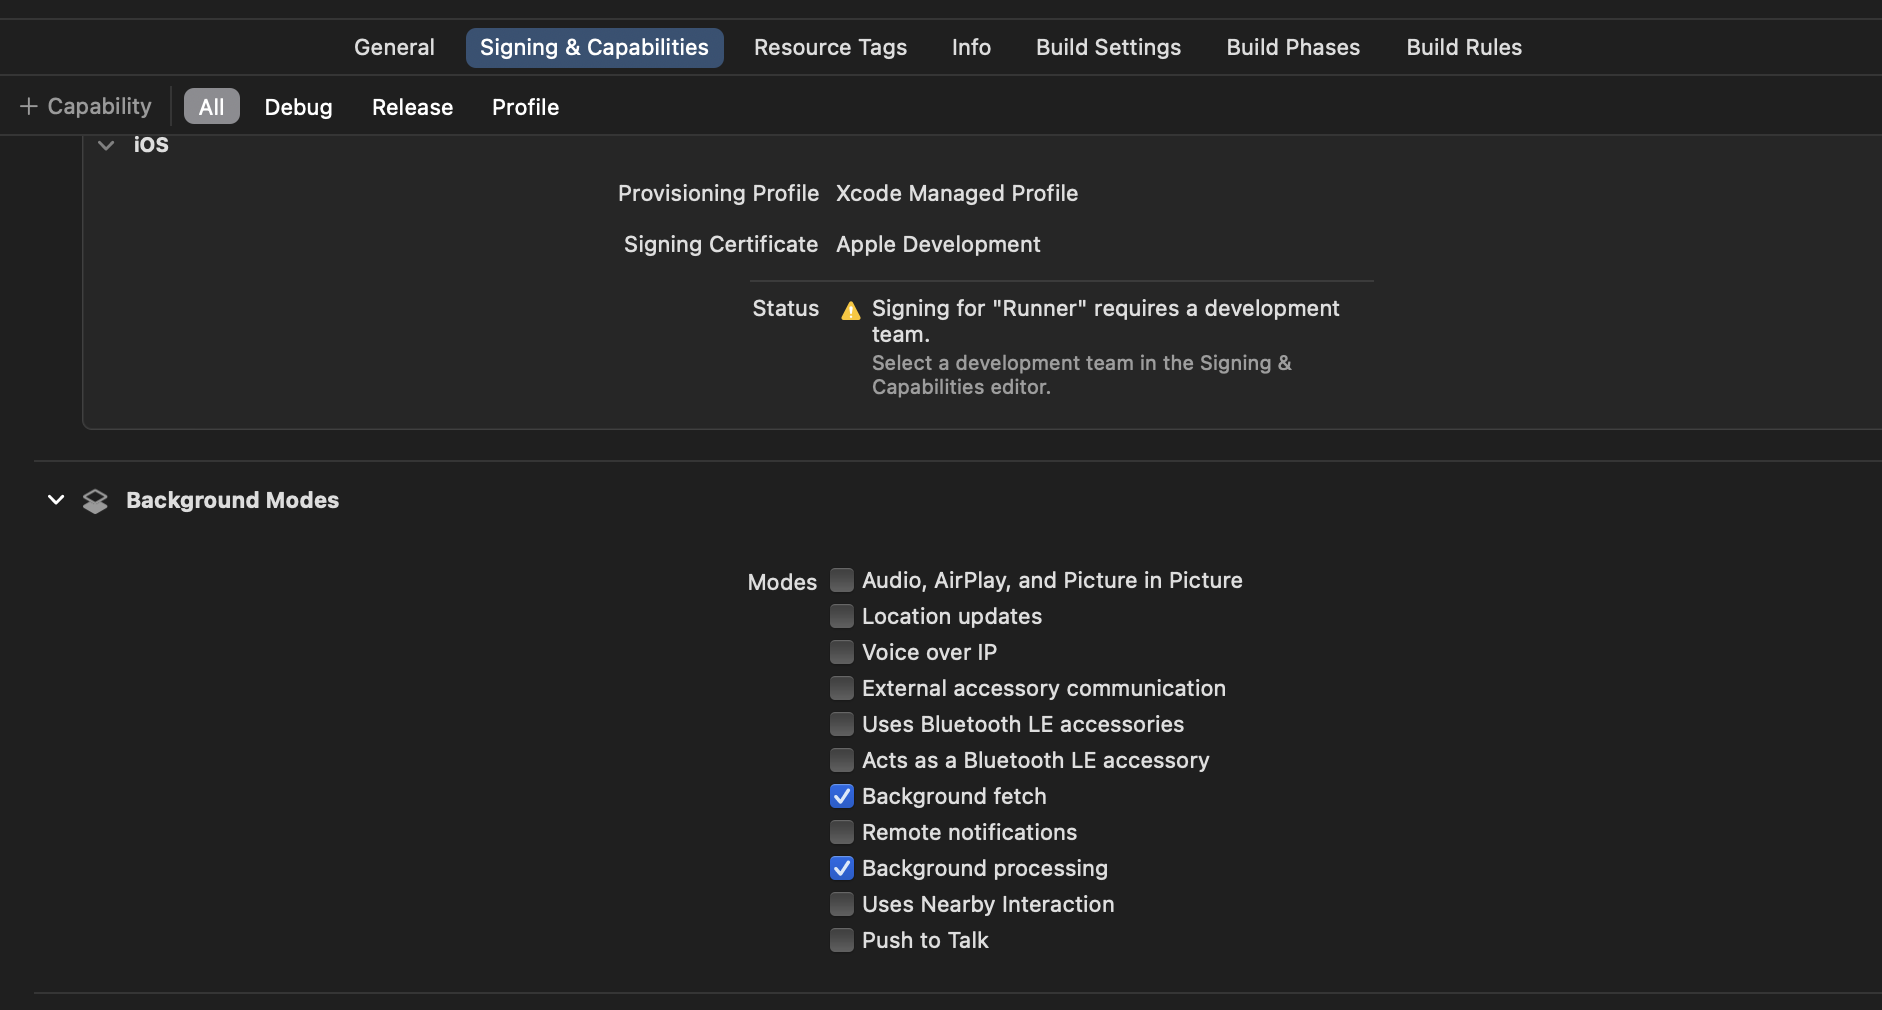 General Signing & Capabilities Resource Tags Info Build Settings Build Phases Build Rules
+ Capability All Debug Release Profile
iOS
Provisioning Profile Xcode Managed Profile
Signing Certificate Apple Development
Status Signing for "Runner" requires a development
team.
Select a development team in the Signing &
Capabilities editor.
Background Modes
Modes Audio, AirPlay, and Picture in Picture
Location updates
Voice over IP
External accessory communication
Uses Bluetooth LE accessories
Acts as a Bluetooth LE accessory
Background fetch
Remote notifications
Background processing
Uses Nearby Interaction
Push to Talk